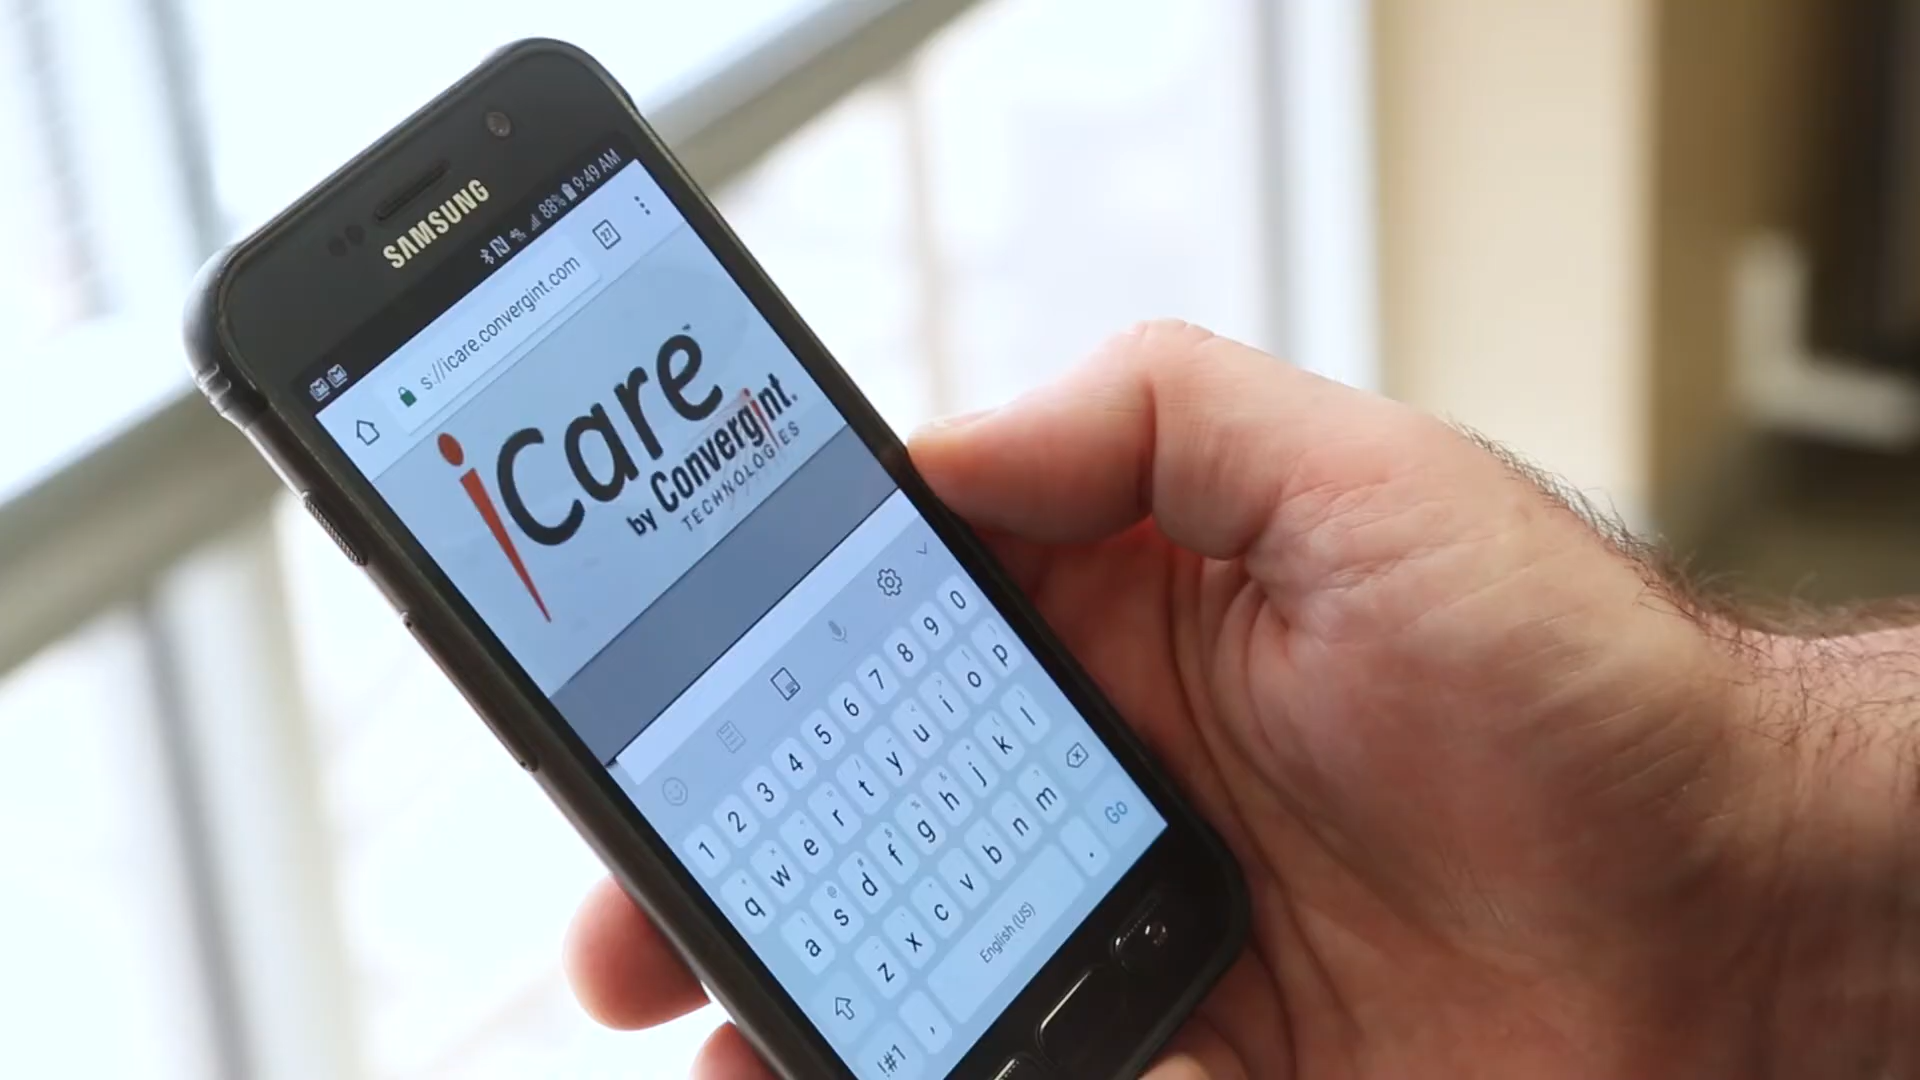 SAMSUNG
88% 9:49 AM
s://icare.convergint.com
27
iCare™
by Convergint®
TECHNOLOGIES
1 2 3 4 5 6 7 8 9 0
q w e r t y u i o p
a s d f g h j k l
z x c v b n m
!#1 , English (US) . Go